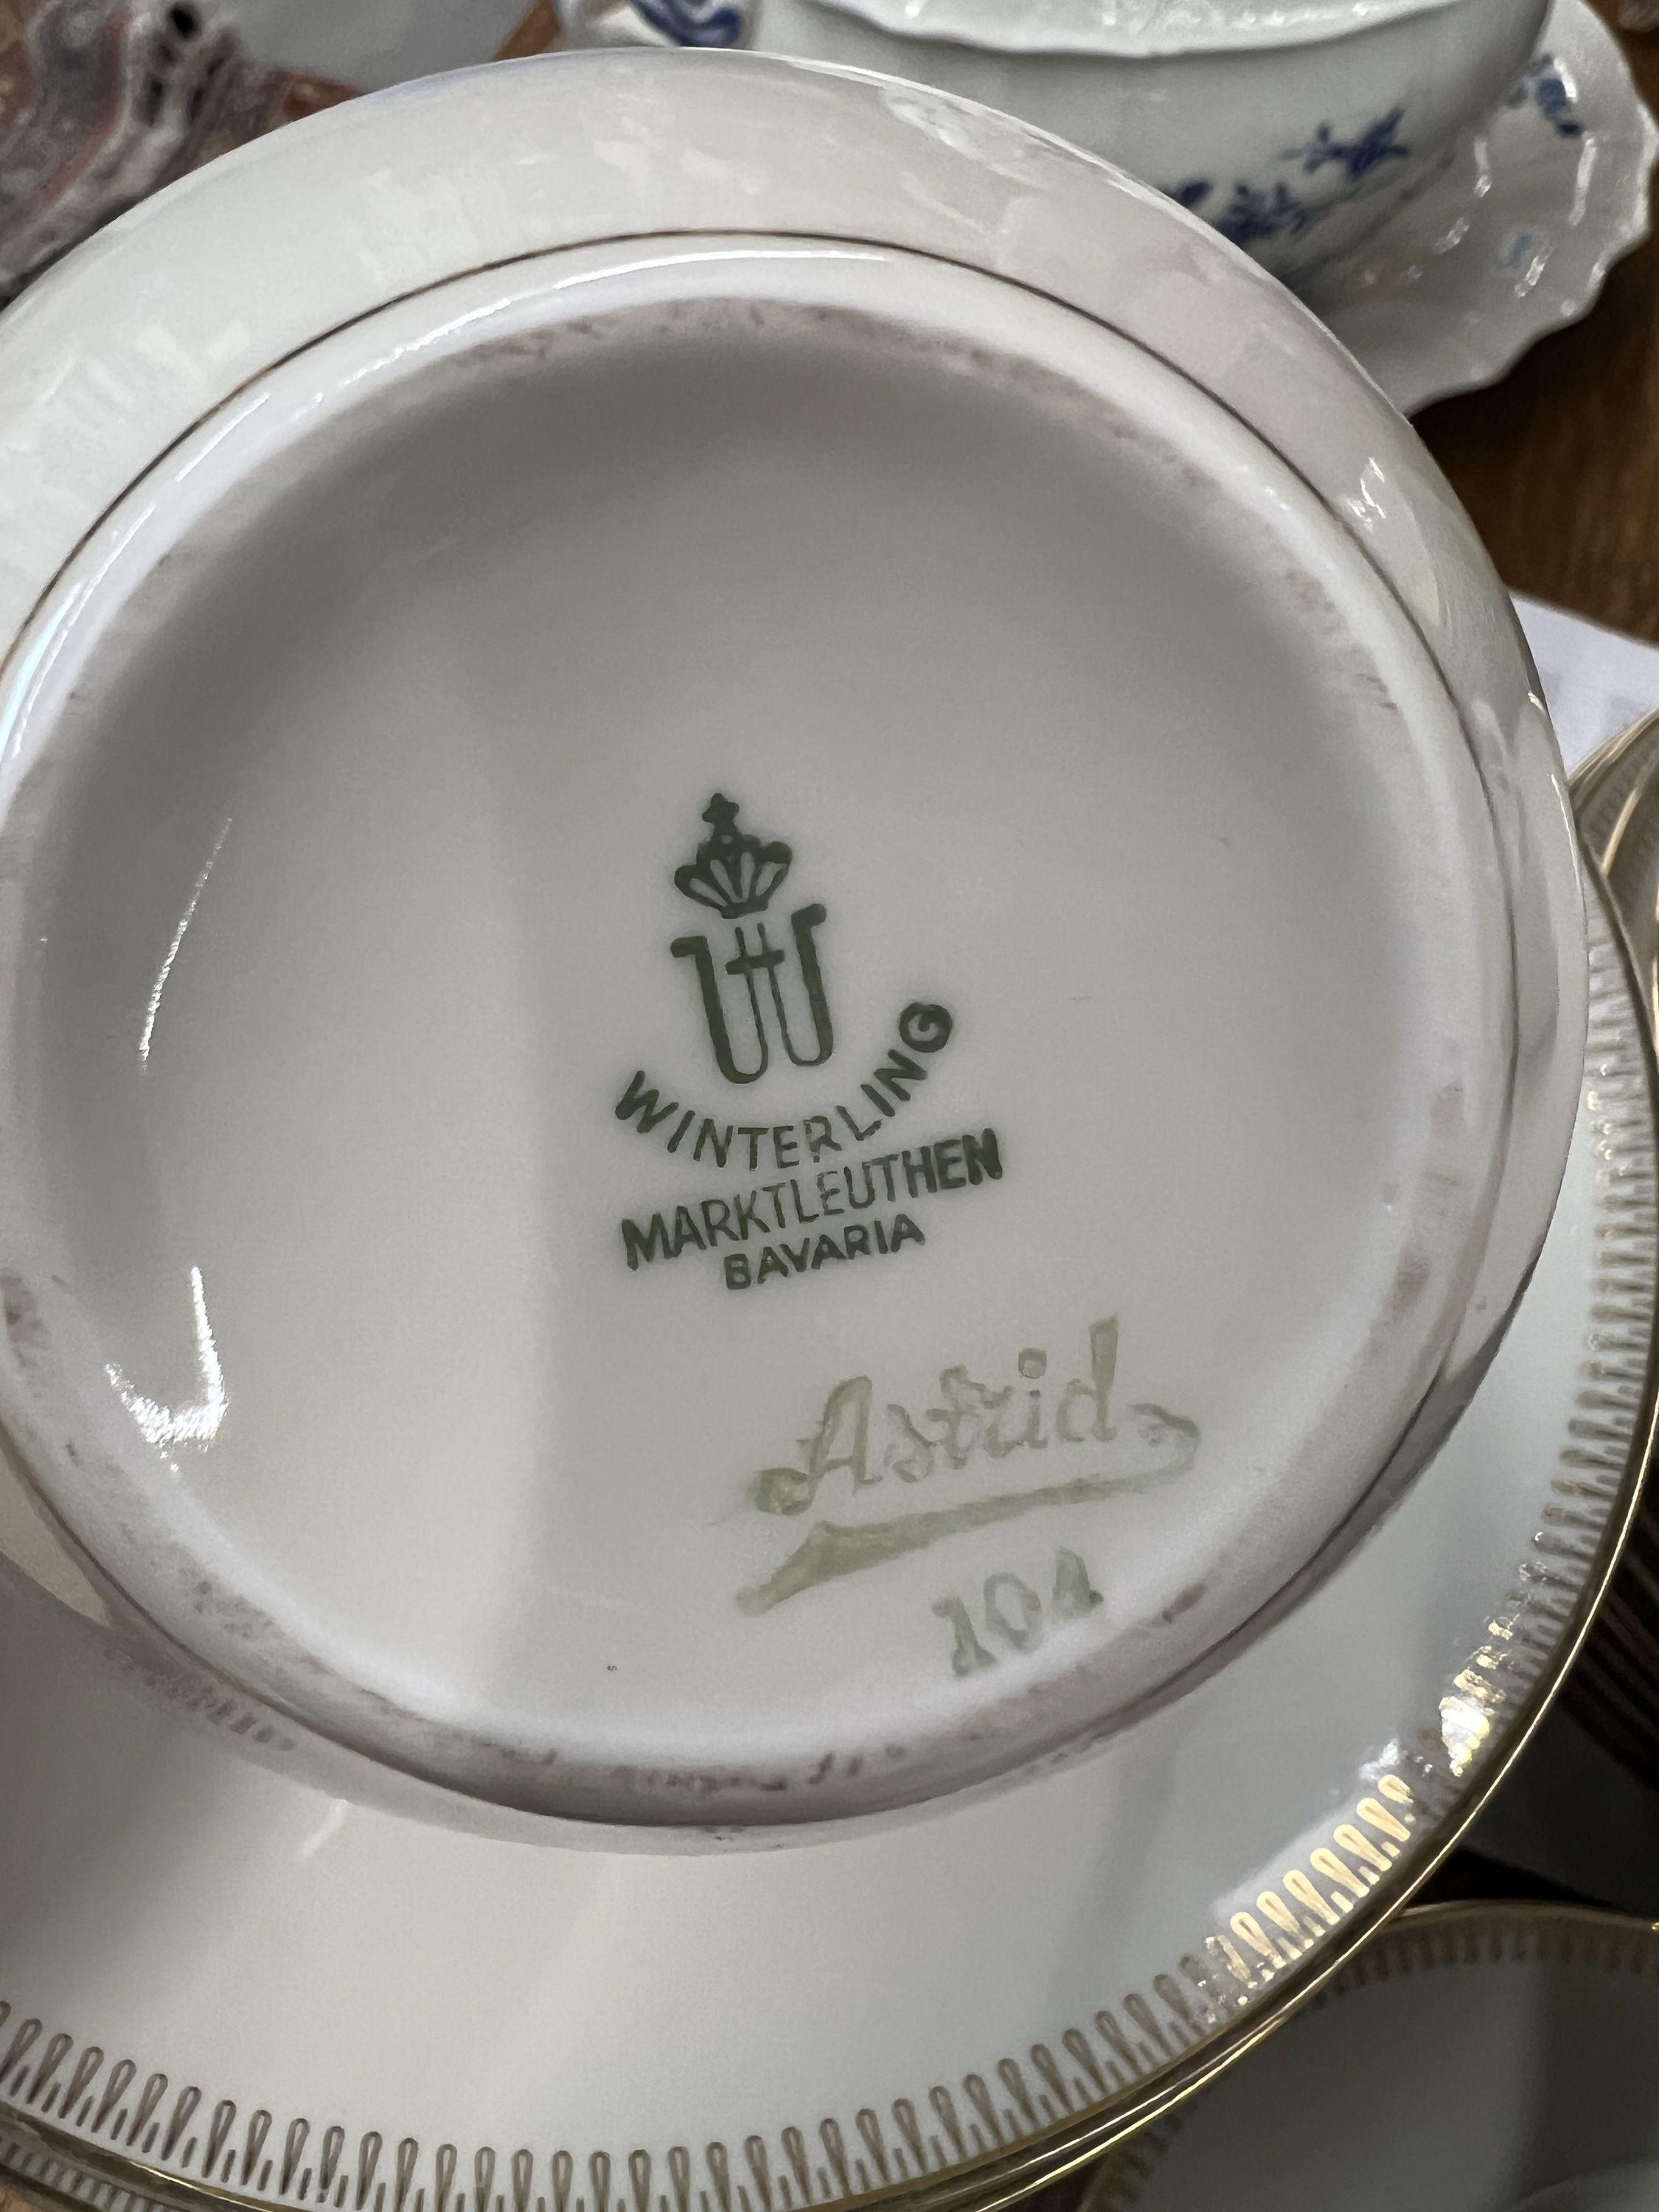 WINTERLING
MARKTLEUTHEN
BAVARIA
Astrid
104